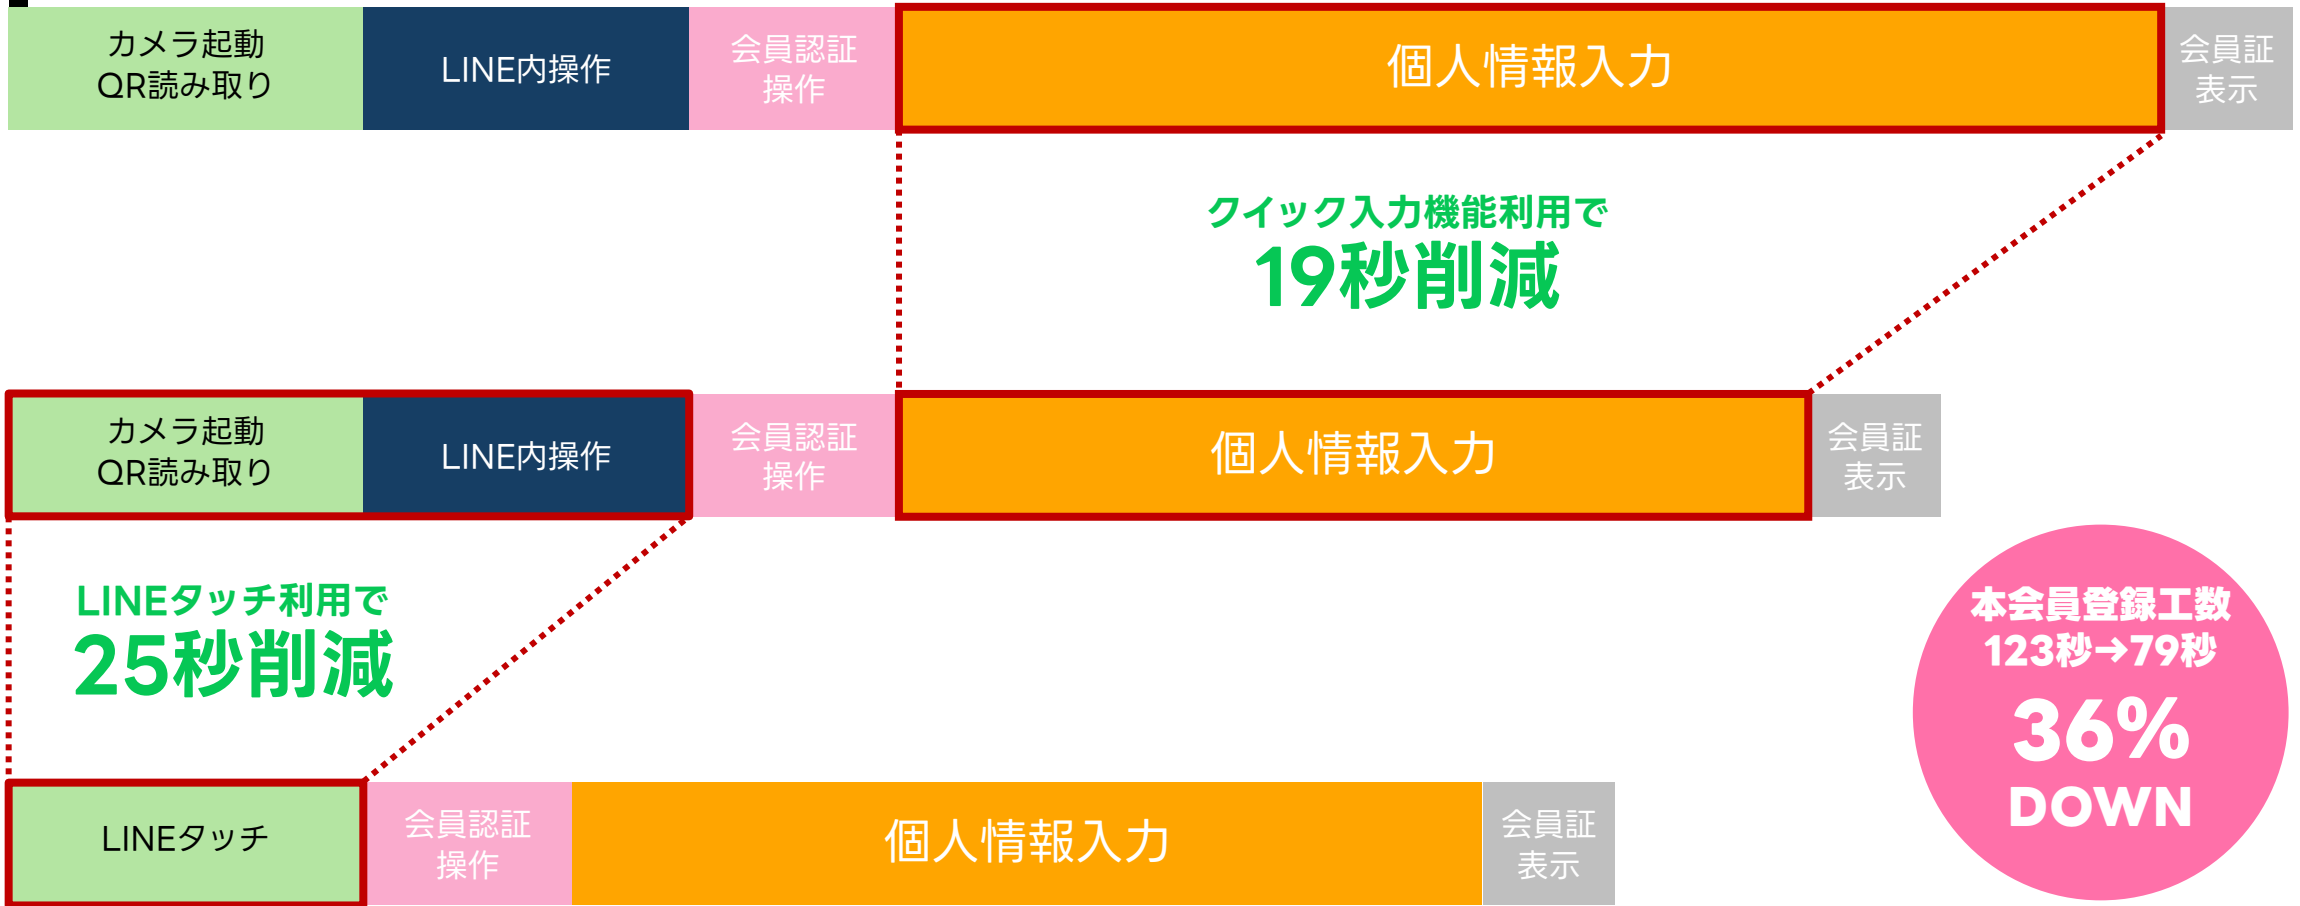 カメラ起動
QR読み取り
LINE内操作
会員認証
操作
個人情報入力
会員証
表示
クイック入力機能利用で
19秒削減
カメラ起動
QR読み取り
LINE内操作
会員認証
操作
個人情報入力
会員証
表示
LINEタッチ利用で
25秒削減
本会員登録工数
123秒→79秒
36%
DOWN
LINEタッチ
会員認証
操作
個人情報入力
会員証
表示